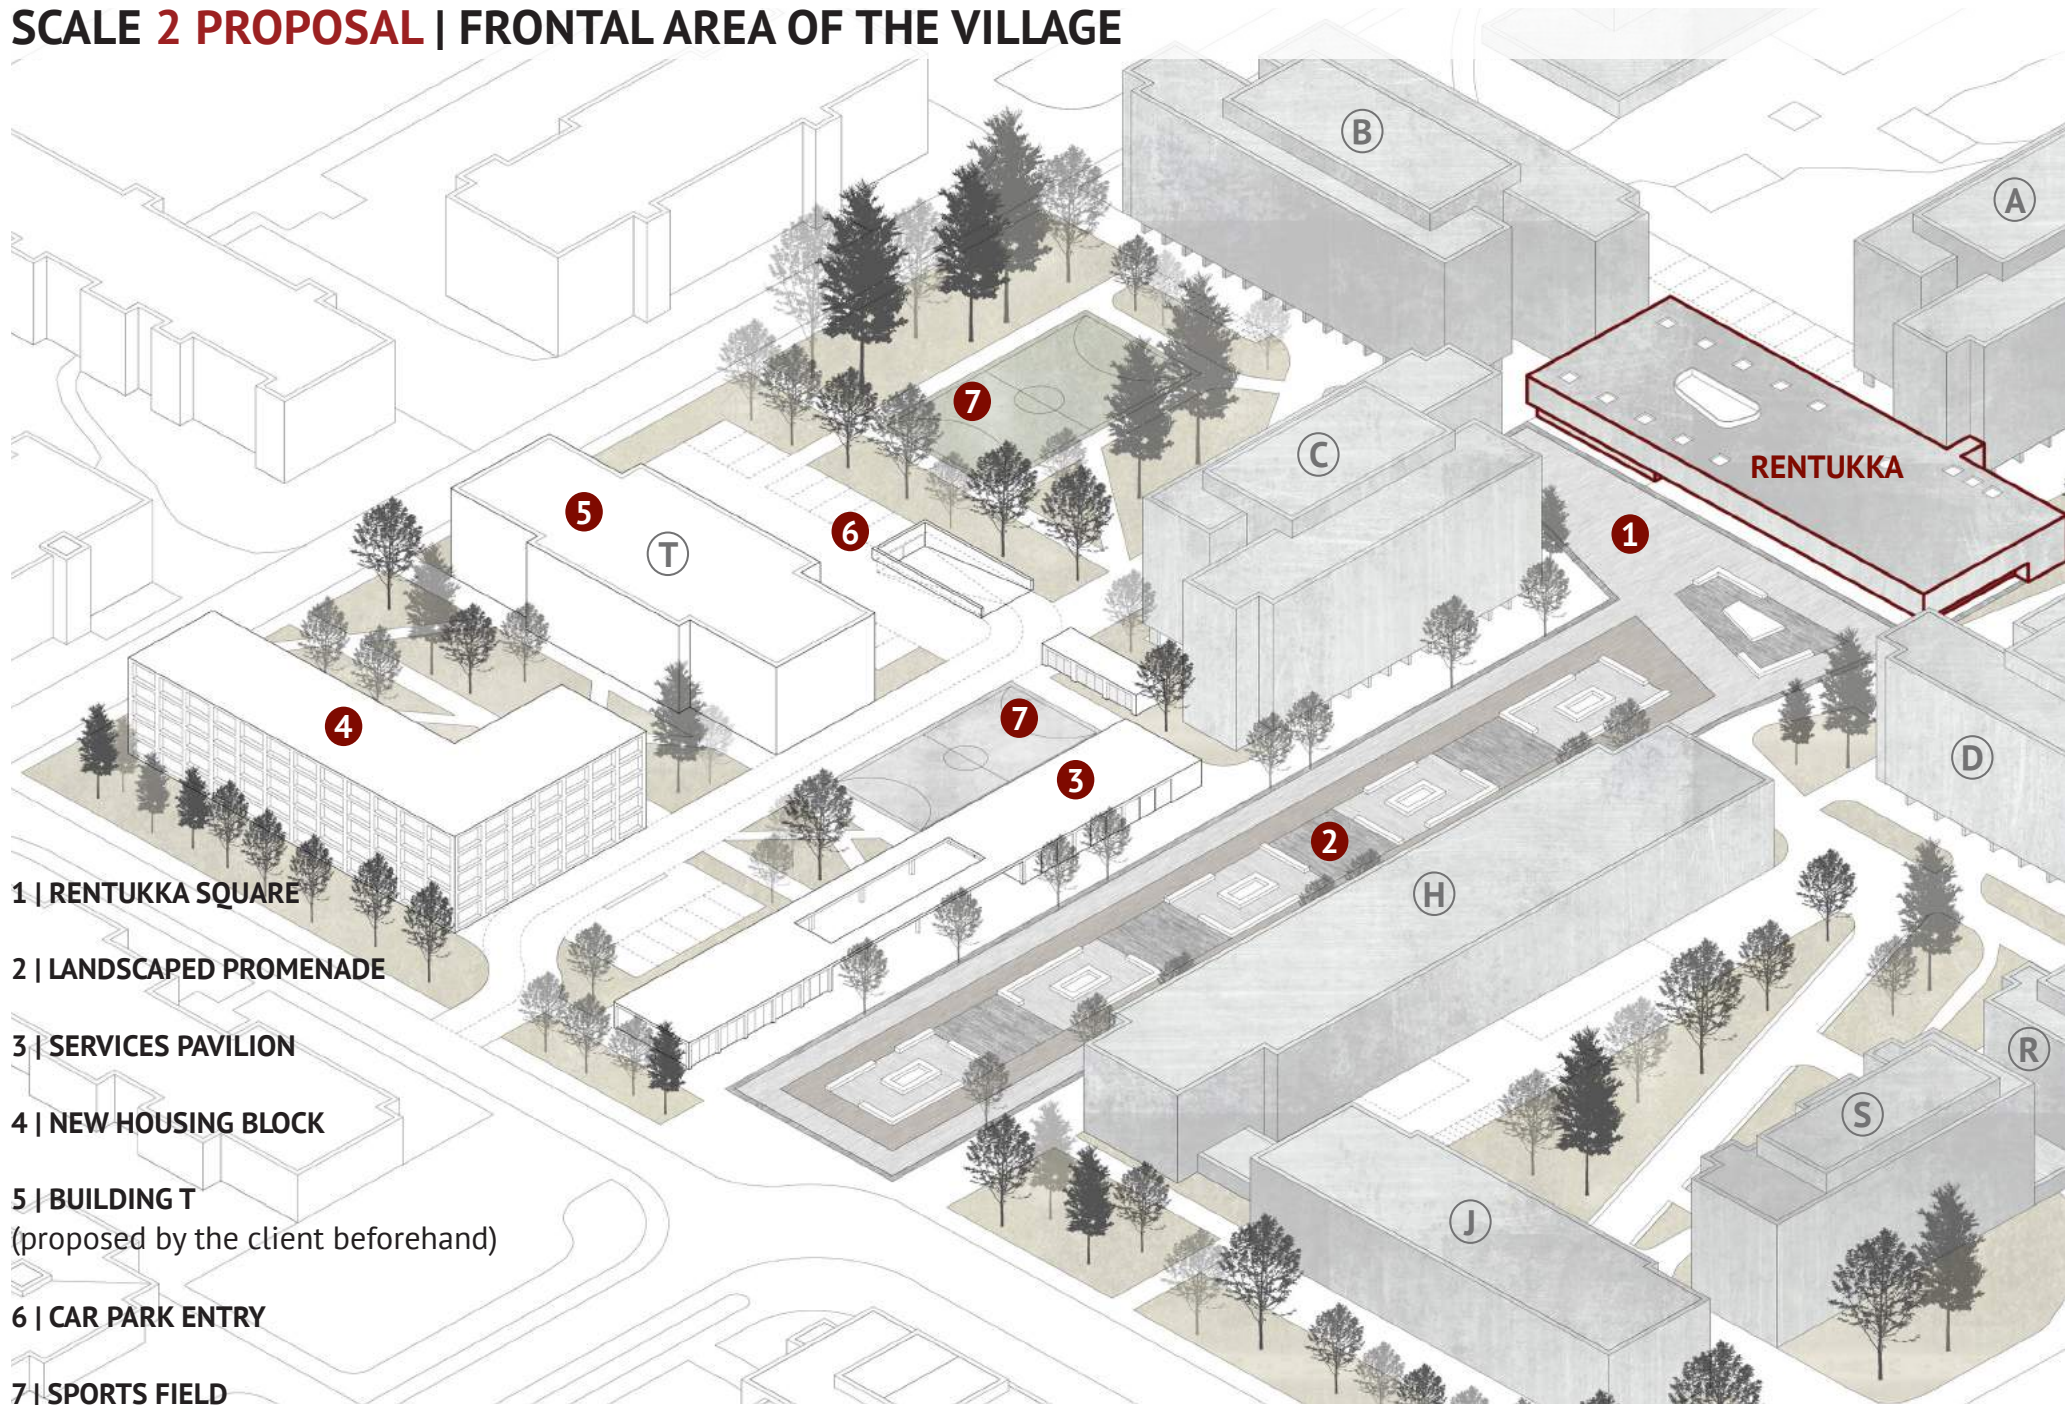 SCALE 2 PROPOSAL | FRONTAL AREA OF THE VILLAGE
B
A
7
C
RENTUKKA
5
6
1
T
7
4
3
D
2
H
1 | RENTUKKA SQUARE
2 | LANDSCAPED PROMENADE
3 | SERVICES PAVILION
R
S
4 | NEW HOUSING BLOCK
5 | BUILDING T
(proposed by the client beforehand)
J
6 | CAR PARK ENTRY
7 | SPORTS FIELD